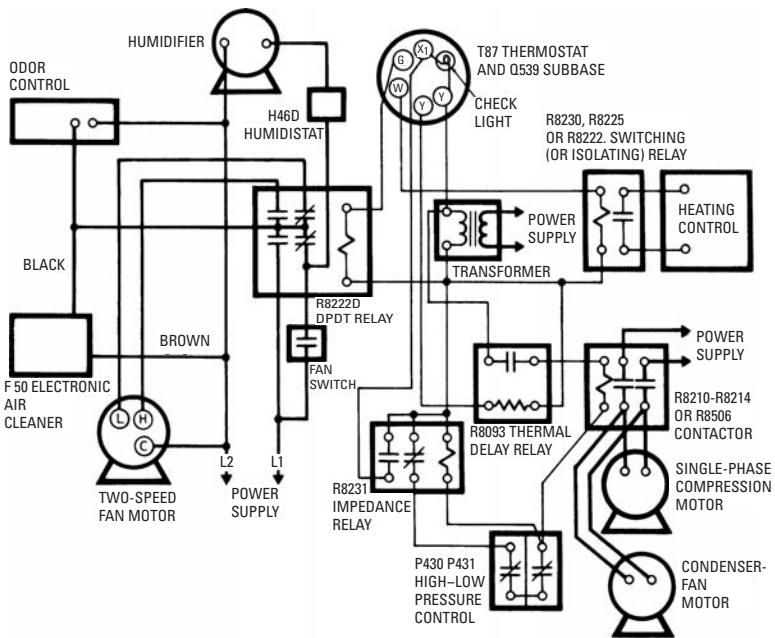 HUMIDIFIER
T87 THERMOSTAT
AND Q539 SUBBASE
ODOR
CONTROL
G
X1
W
Y
Y
CHECK
LIGHT
H46D
HUMIDISTAT
R8230, R8225
OR R8222. SWITCHING
(OR ISOLATING) RELAY
POWER
SUPPLY
HEATING
CONTROL
TRANSFORMER
BLACK
R8222D
DPDT RELAY
BROWN
FAN
SWITCH
POWER
SUPPLY
F 50 ELECTRONIC
AIR
CLEANER
L
H
C
R8093 THERMAL
DELAY RELAY
R8210-R8214
OR R8506
CONTACTOR
L2
L1
POWER
SUPPLY
TWO-SPEED
FAN MOTOR
R8231
IMPEDANCE
RELAY
SINGLE-PHASE
COMPRESSION
MOTOR
P430 P431
HIGH–LOW
PRESSURE
CONTROL
CONDENSER-
FAN
MOTOR